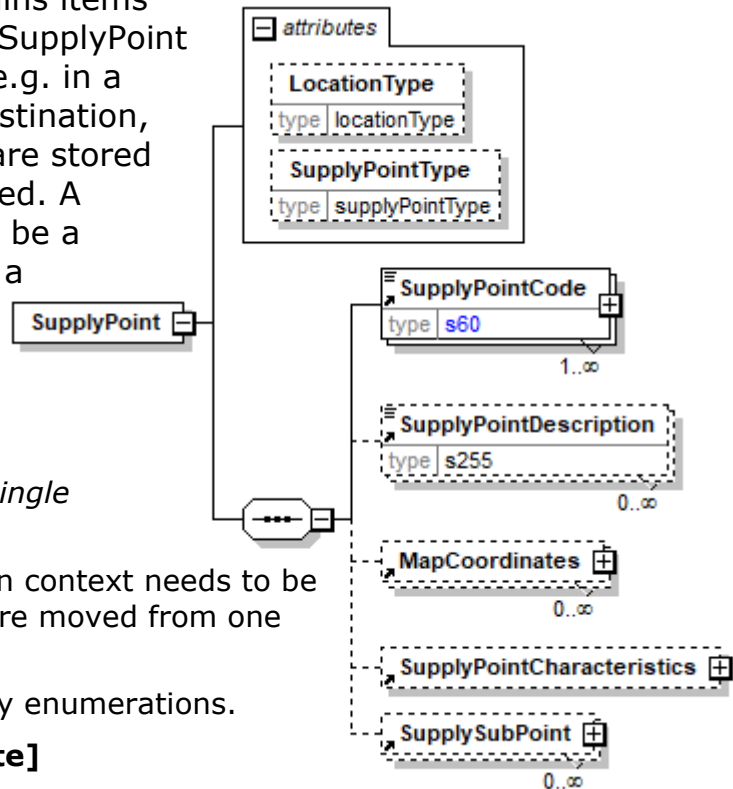 ins items
SupplyPoint
e.g. in a
stination,
are stored
ed. A
be a
a
ingle
n context needs to be
re moved from one
y enumerations.
te]
attributes
LocationType
type locationType
SupplyPointType
type supplyPointType
SupplyPoint
SupplyPointCode
type s60
1..∞
SupplyPointDescription
type s255
0..∞
MapCoordinates
0..∞
SupplyPointCharacteristics
SupplySubPoint
0..∞